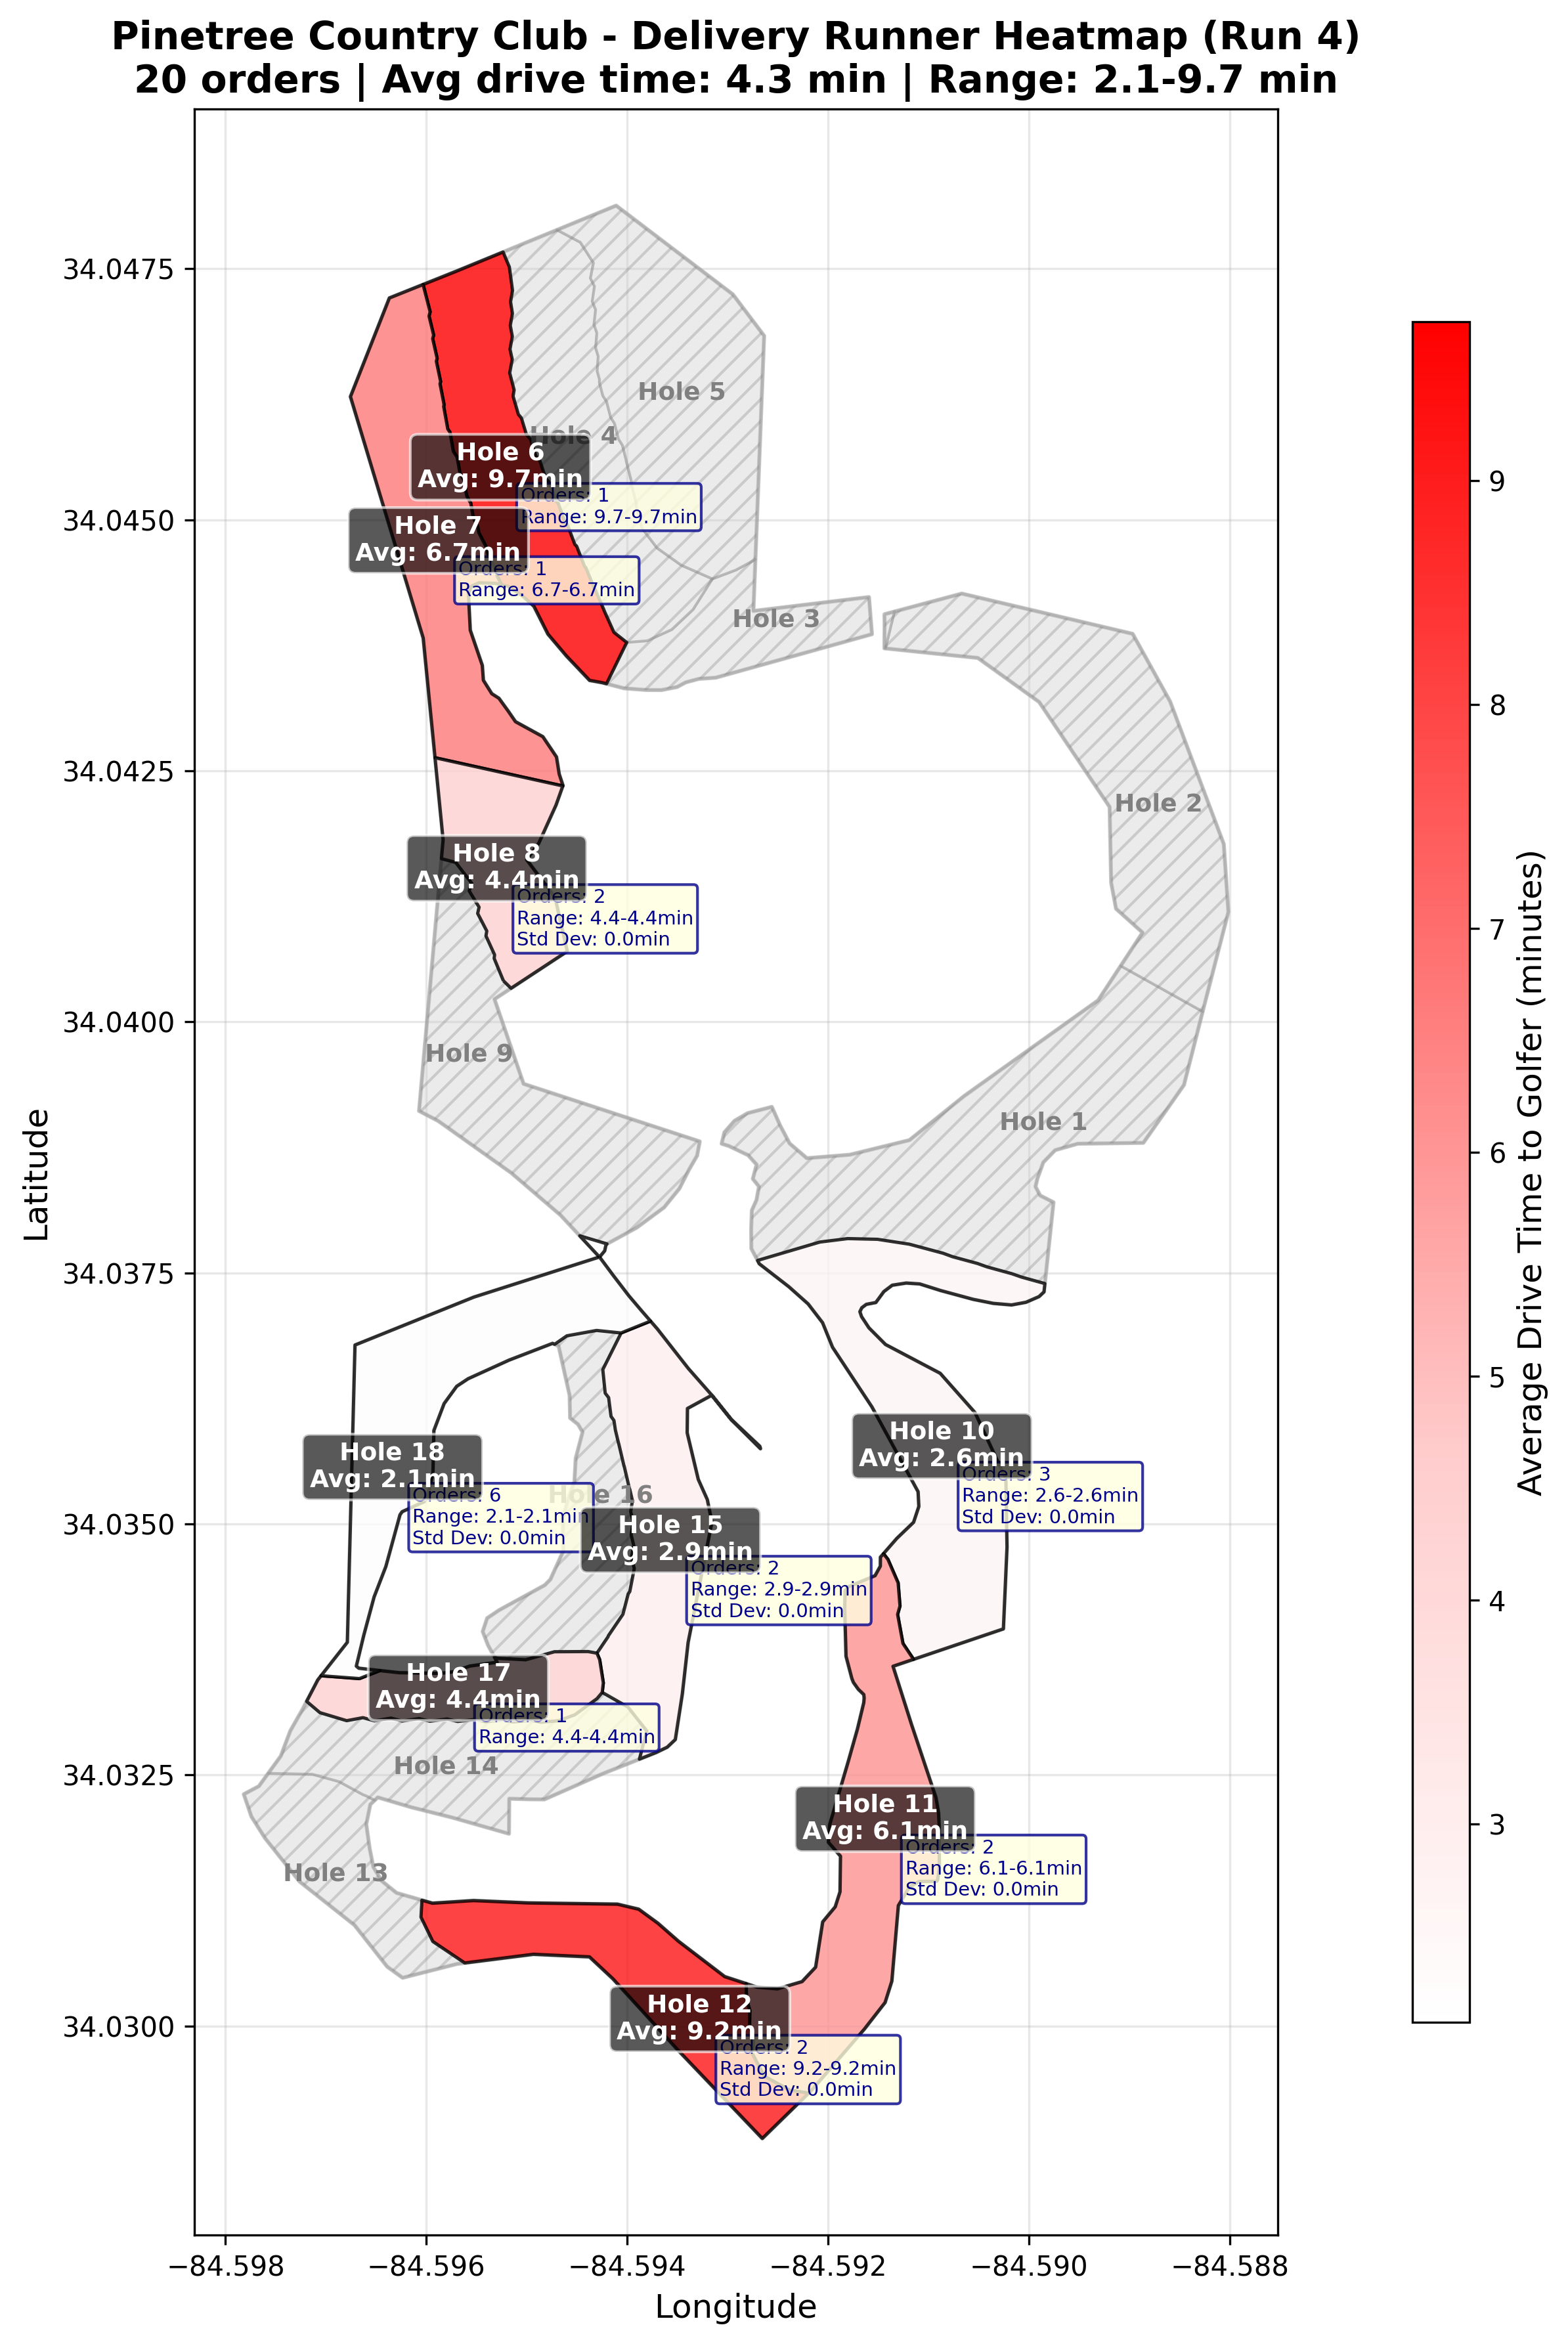 Pinetree Country Club - Delivery Runner Heatmap (Run 4)
20 orders | Avg drive time: 4.3 min | Range: 2.1-9.7 min
Latitude
34.0475
34.0450
34.0425
34.0400
34.0375
34.0350
34.0325
34.0300
Hole 5
Hole 4
Hole 6
Avg: 9.7min
Orders: 1
Range: 9.7-9.7min
Hole 7
Avg: 6.7min
Orders: 1
Range: 6.7-6.7min
Hole 3
Hole 2
Hole 8
Avg: 4.4min
Orders: 2
Range: 4.4-4.4min
Std Dev: 0.0min
Hole 9
Hole 1
Hole 10
Avg: 2.6min
Orders: 3
Range: 2.6-2.6min
Std Dev: 0.0min
Hole 18
Avg: 2.1min
Orders: 6
Range: 2.1-2.1min
Std Dev: 0.0min
Hole 16
Hole 15
Avg: 2.9min
Orders: 2
Range: 2.9-2.9min
Std Dev: 0.0min
Hole 17
Avg: 4.4min
Orders: 1
Range: 4.4-4.4min
Hole 14
Hole 11
Avg: 6.1min
Orders: 2
Range: 6.1-6.1min
Std Dev: 0.0min
Hole 13
Hole 12
Avg: 9.2min
Orders: 2
Range: 9.2-9.2min
Std Dev: 0.0min
−84.598
−84.596
−84.594
−84.592
−84.590
−84.588
Longitude
9
8
7
6
5
4
3
Average Drive Time to Golfer (minutes)